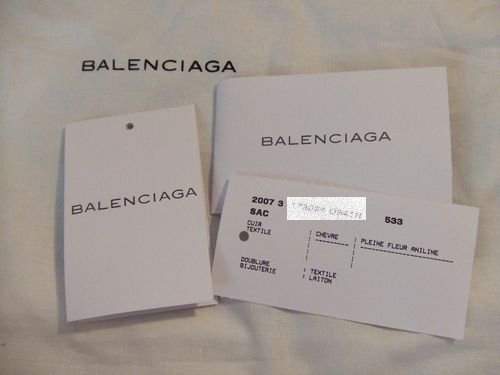 BALENCIAGA
BALENCIAGA
BALENCIAGA
2007 3 533
SAC
CUIR CHEVRE PLEINE FLEUR ANILINE
TEXTILE
DOUBLURE : TEXTILE
BIJOUTERIE : LAITON